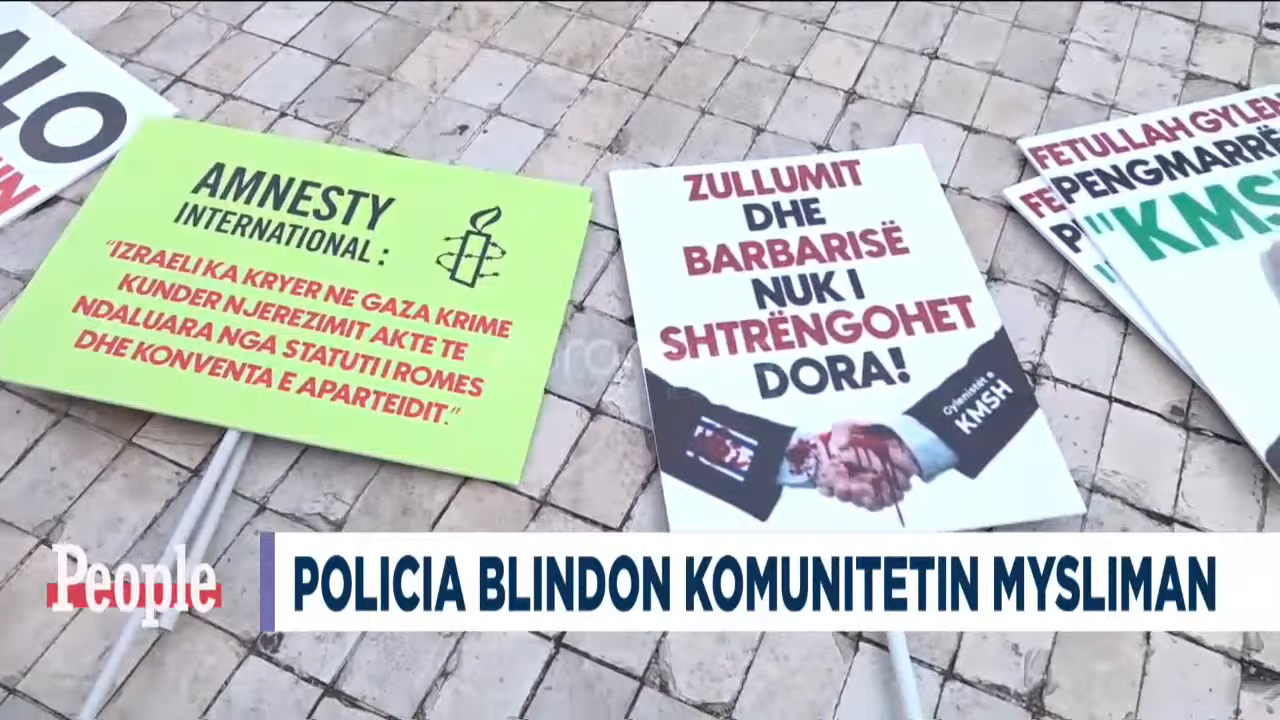 ALO
AMNESTY
INTERNATIONAL:
"IZRAELI KA KRYER NE GAZA KRIME
KUNDER NJEREZIMIT AKTE TE
NDALUARA NGA STATUTI I ROMES
DHE KONVENTA E APARTEIDIT."
ZULLUMIT
DHE
BARBARISË
NUK I
SHTRËNGOHET
DORA!
Gylenistët e
KMSH
FETULLAH GYLEN
PENGMARRË
"KMSH
People
POLICIA BLINDON KOMUNITETIN MYSLIMAN